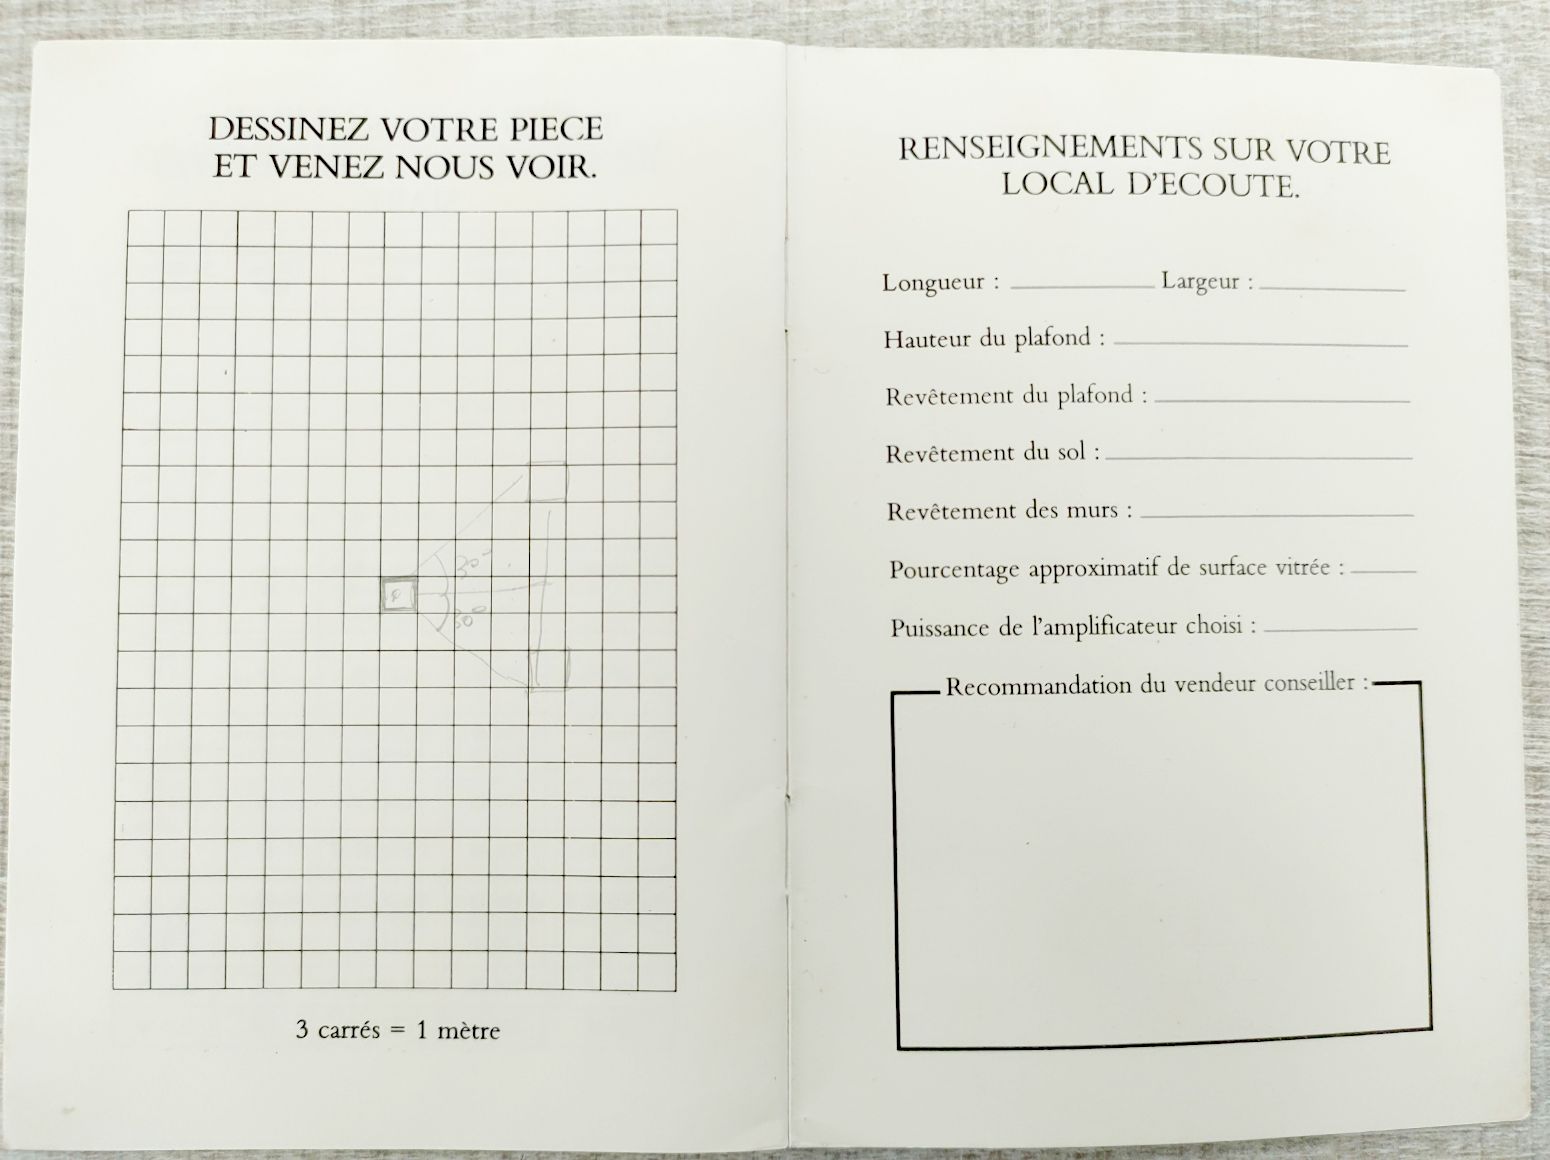 DESSINEZ VOTRE PIECE
ET VENEZ NOUS VOIR.
30°
30°
3 carrés = 1 mètre
RENSEIGNEMENTS SUR VOTRE
LOCAL D'ECOUTE.
Longueur : Largeur :
Hauteur du plafond :
Revêtement du plafond :
Revêtement du sol :
Revêtement des murs :
Pourcentage approximatif de surface vitrée :
Puissance de l'amplificateur choisi :
Recommandation du vendeur conseiller :